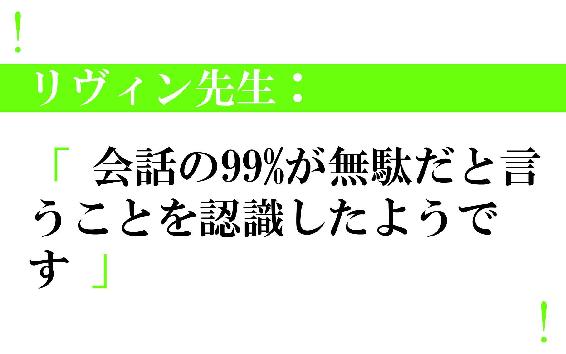 !
リヴィン先生：
「 会話の99%が無駄だと言
うことを認識したようで
す 」
!